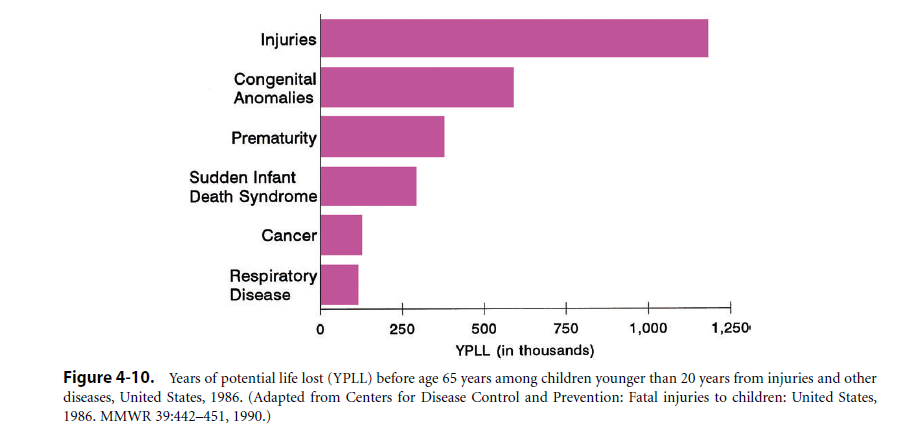 Injuries
Congenital
Anomalies
Prematurity
Sudden Infant
Death Syndrome
Cancer
Respiratory
Disease
0 250 500 750 1,000 1,250
YPLL (in thousands)
Figure 4-10. Years of potential life lost (YPLL) before age 65 years among children younger than 20 years from injuries and other
diseases, United States, 1986. (Adapted from Centers for Disease Control and Prevention: Fatal injuries to children: United States,
1986. MMWR 39:442–451, 1990.)